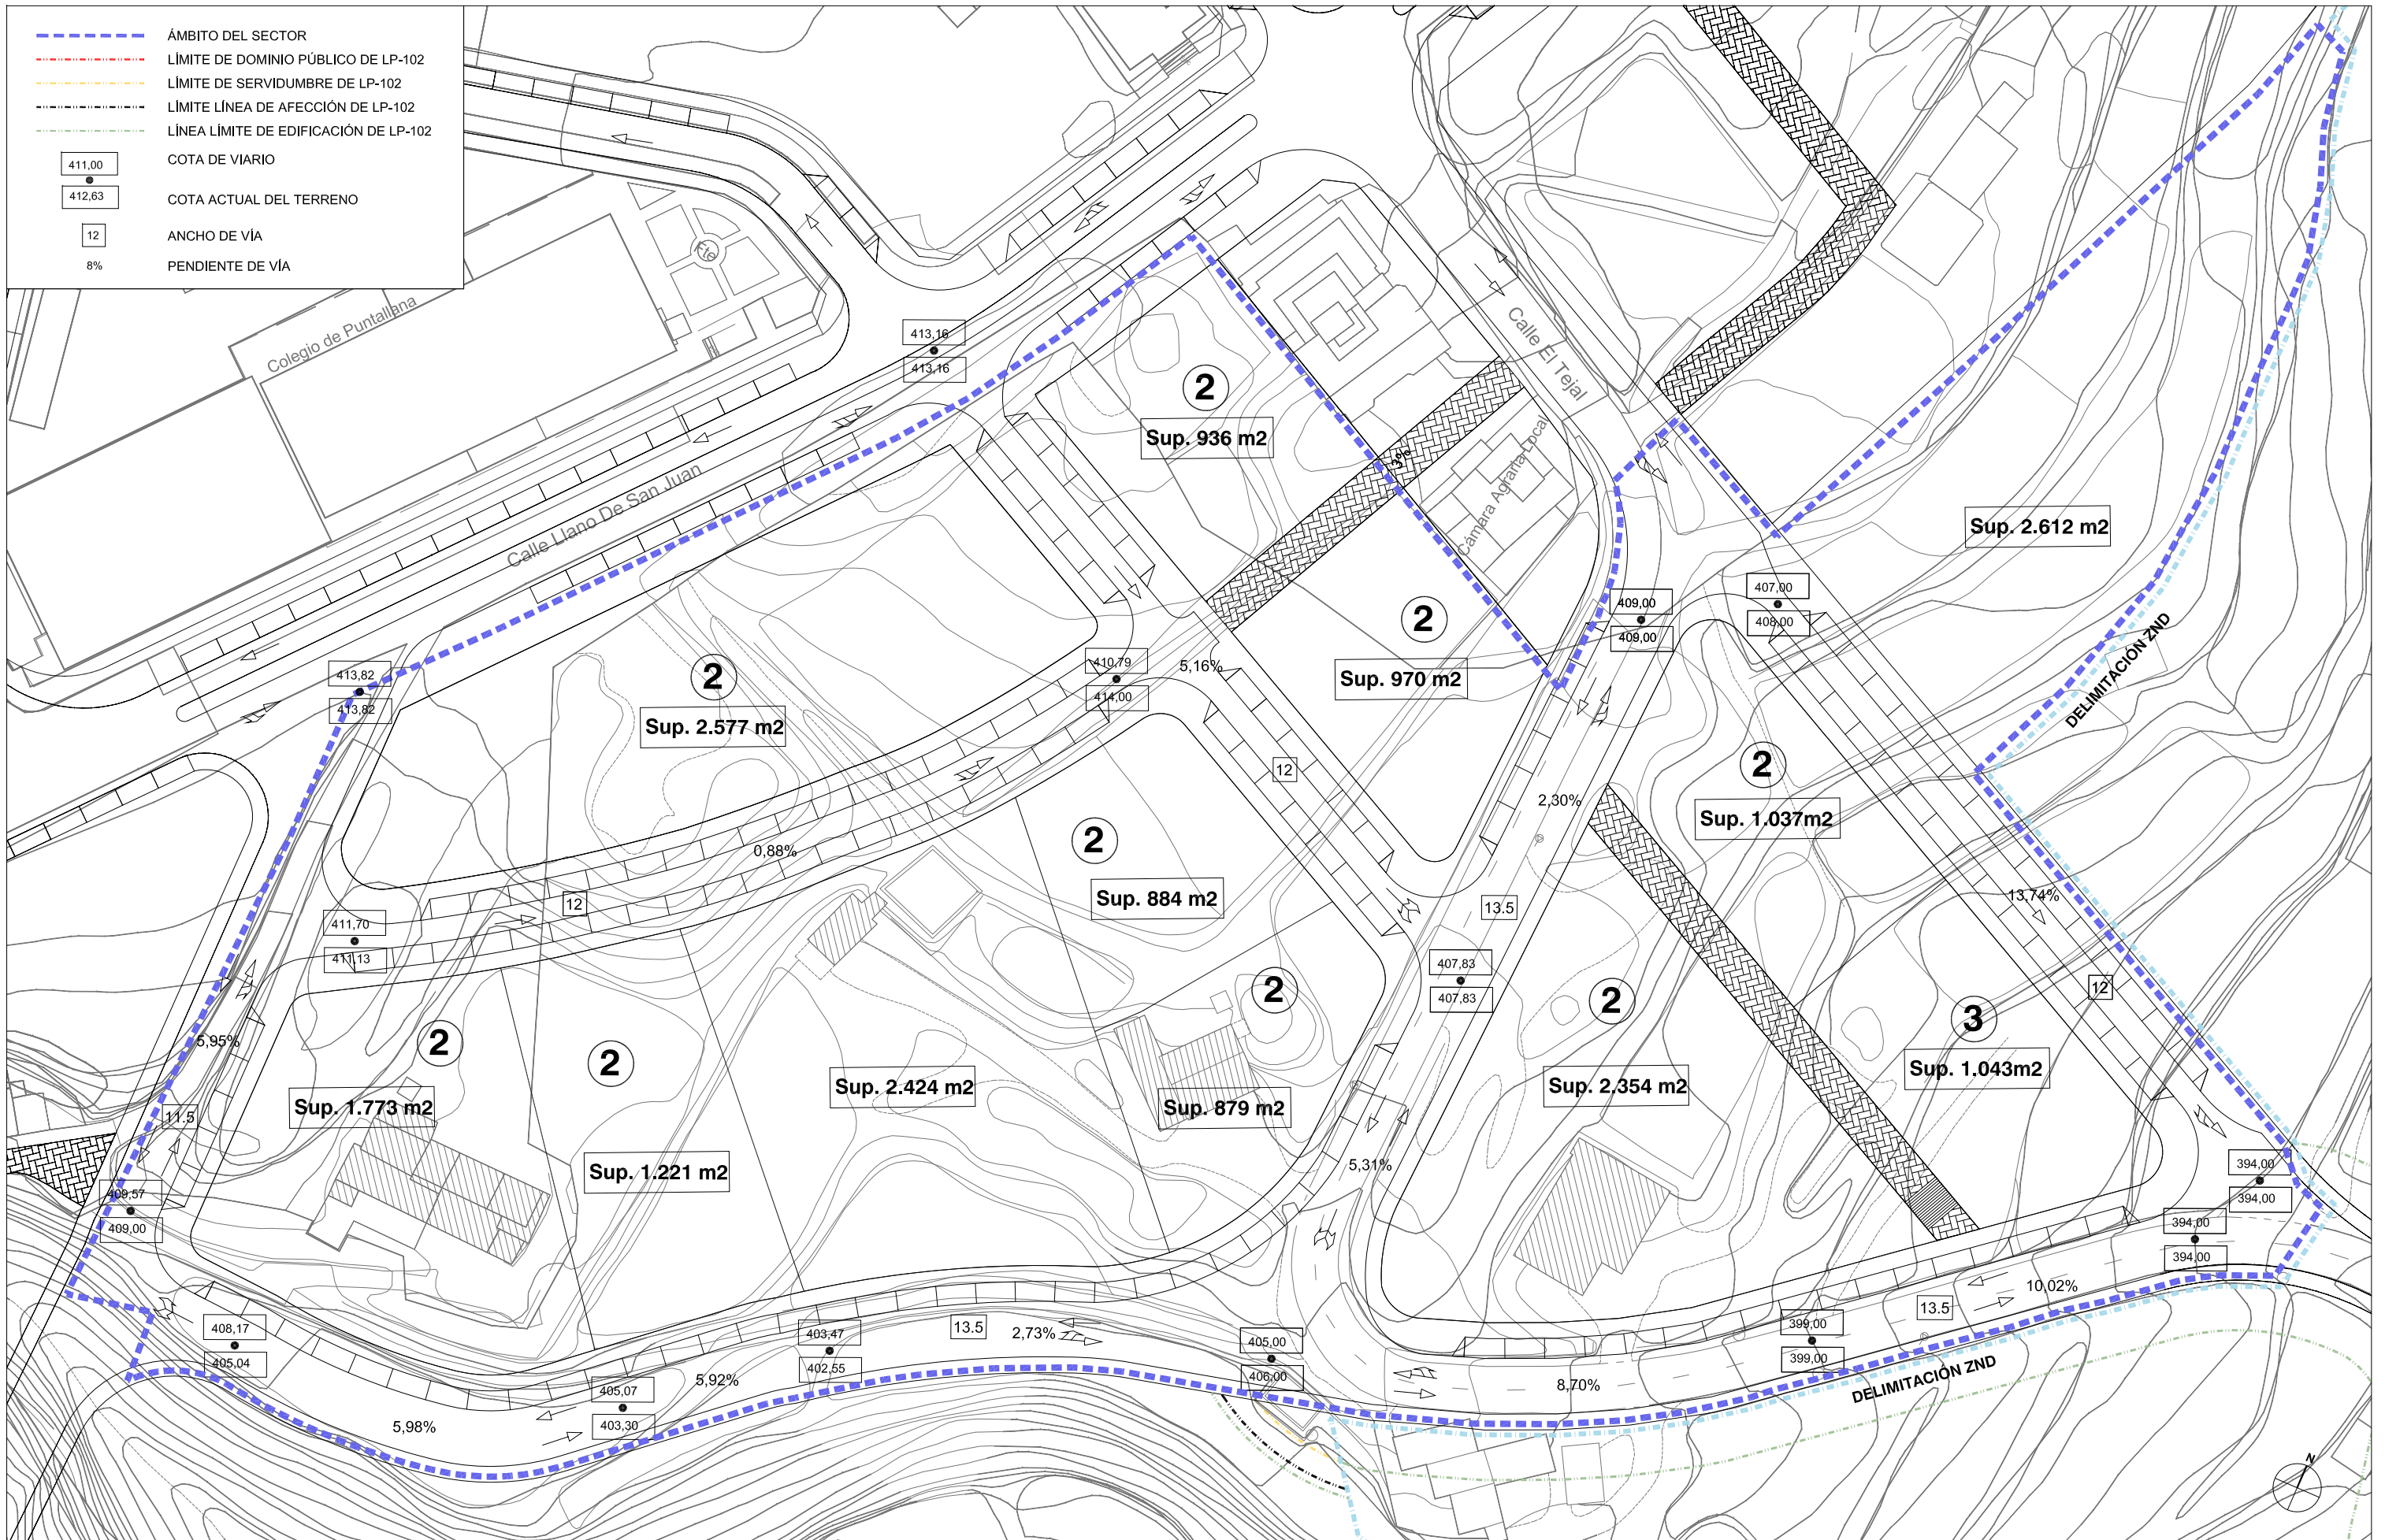 ÁMBITO DEL SECTOR
LÍMITE DE DOMINIO PÚBLICO DE LP-102
LÍMITE DE SERVIDUMBRE DE LP-102
LÍMITE LÍNEA DE AFECCIÓN DE LP-102
LÍNEA LÍMITE DE EDIFICACIÓN DE LP-102
411,00
COTA DE VIARIO
412,63
COTA ACTUAL DEL TERRENO
12
ANCHO DE VÍA
8%
PENDIENTE DE VÍA
Fte
Colegio de Puntallana
Calle Llano De San Juan
Calle El Tejal
Cámara Agraria Local
413,16
413,16
2
Sup. 936 m2
3%
Sup. 2.612 m2
DELIMITACIÓN ZND
409,00
409,00
407,00
408,00
2
Sup. 970 m2
413,82
413,82
2
Sup. 2.577 m2
410,79
414,00
5,16%
12
2,30%
2
Sup. 1.037m2
0,88%
12
2
Sup. 884 m2
13.5
13,74%
12
411,70
411,13
407,83
407,83
2
2
3
Sup. 1.043m2
5,95%
2
2
Sup. 2.424 m2
Sup. 879 m2
Sup. 2.354 m2
11.5
Sup. 1.773 m2
Sup. 1.221 m2
5,31%
409,57
409,00
394,00
394,00
394,00
394,00
10,02%
13.5
408,17
405,04
403,47
402,55
13.5
2,73%
405,00
406,00
399,00
399,00
405,07
403,30
5,92%
5,98%
8,70%
DELIMITACIÓN ZND
N